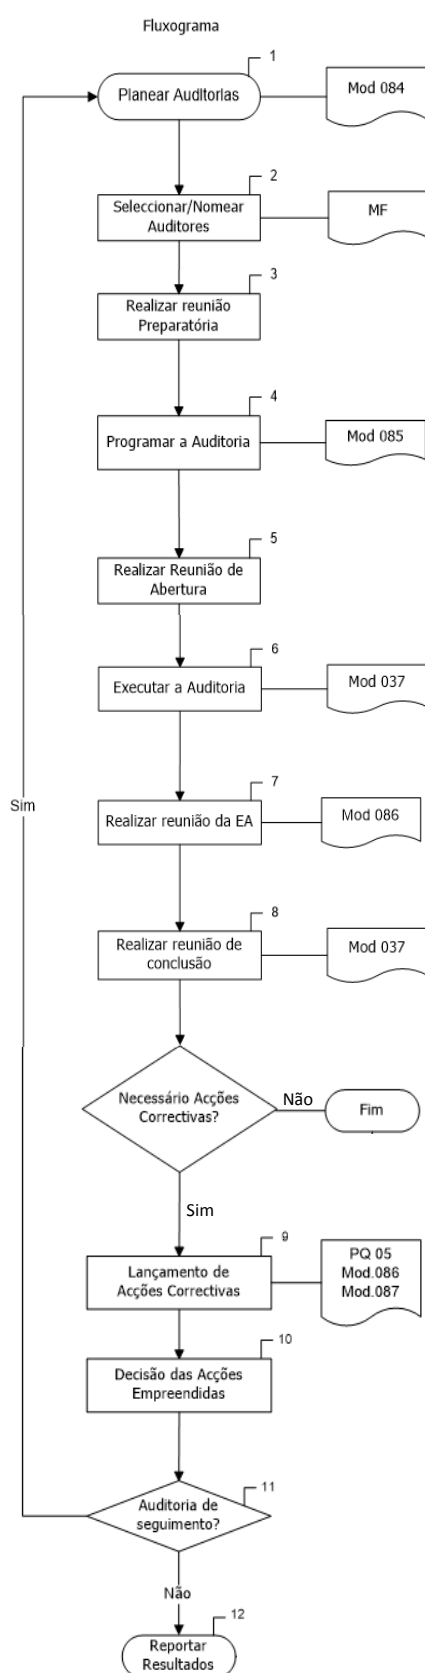 Fluxograma
1
Planear Auditorias
Mod 084
2
Seleccionar/Nomear
Auditores
MF
3
Realizar reunião
Preparatória
4
Programar a Auditoria
Mod 085
5
Realizar Reunião de
Abertura
6
Executar a Auditoria
Mod 037
7
Realizar reunião da EA
Mod 086
8
Realizar reunião de
conclusão
Mod 037
Necessário Acções
Correctivas?
Não
Fim
Sim
Sim
9
Lançamento de
Acções Correctivas
PQ 05
Mod.086
Mod.087
10
Decisão das Acções
Empreendidas
11
Auditoria de
seguimento?
Não
12
Reportar
Resultados